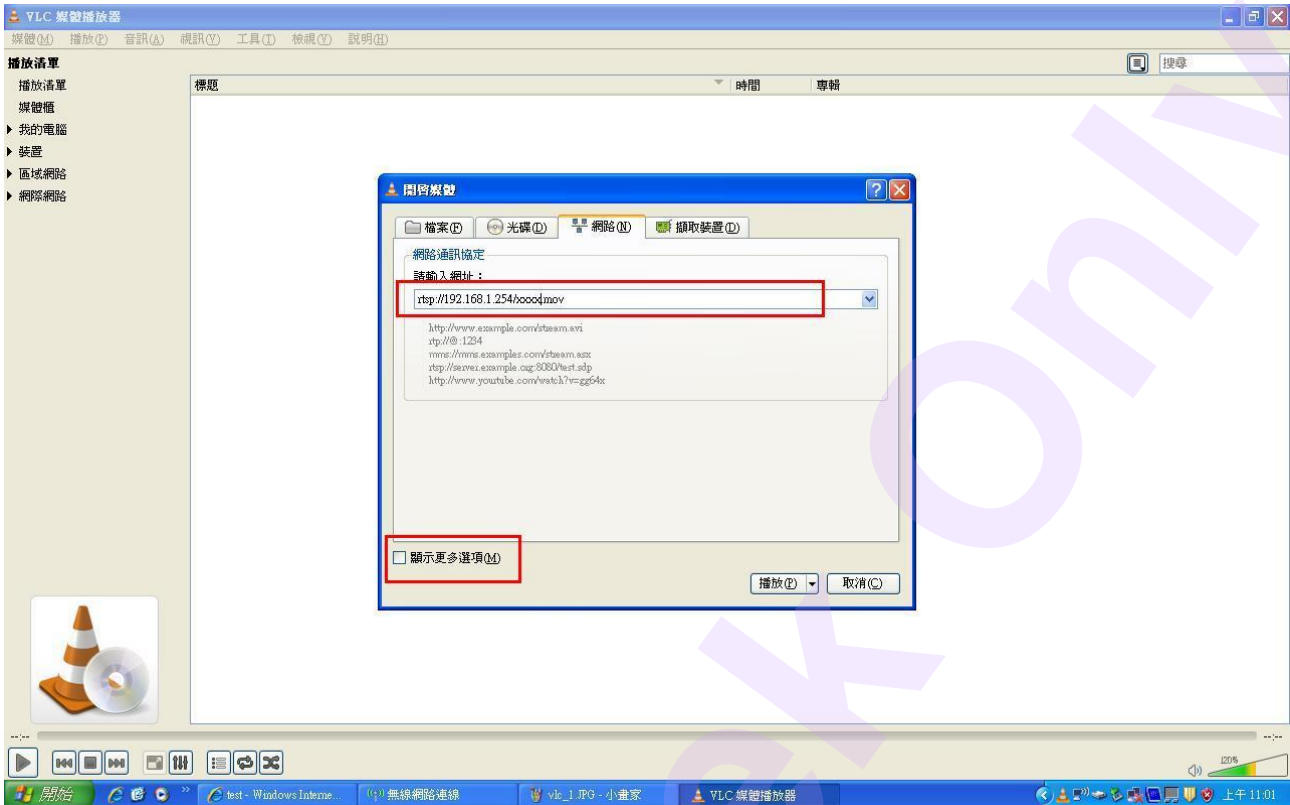 VLC 媒體播放器
媒體(M) 播放(P) 音訊(A) 視訊(V) 工具(T) 檢視(V) 說明(H)
播放清單
搜尋
播放清單
標題 時間 專輯
媒體櫃
我的電腦
裝置
區域網路
網際網路
開啓媒體
檔案(F) 光碟(D) 網路(N) 擷取裝置(D)
網路通訊協定
請輸入網址：
rtsp://192.168.1.254/xxxx.mov
http://www.example.com/stream.avi
rtp://@:1234
mms://mms.examples.com/stream.asx
rtsp://server.example.org:8080/test.sdp
http://www.youtube.com/watch?v=gg64x
顯示更多選項(M)
播放(P) 取消(C)
--:-- --:--
120%
開始 test - Windows Interne... 無線網路連線 vlc_1.JPG - 小畫家 VLC 媒體播放器 上午 11:01
ek only